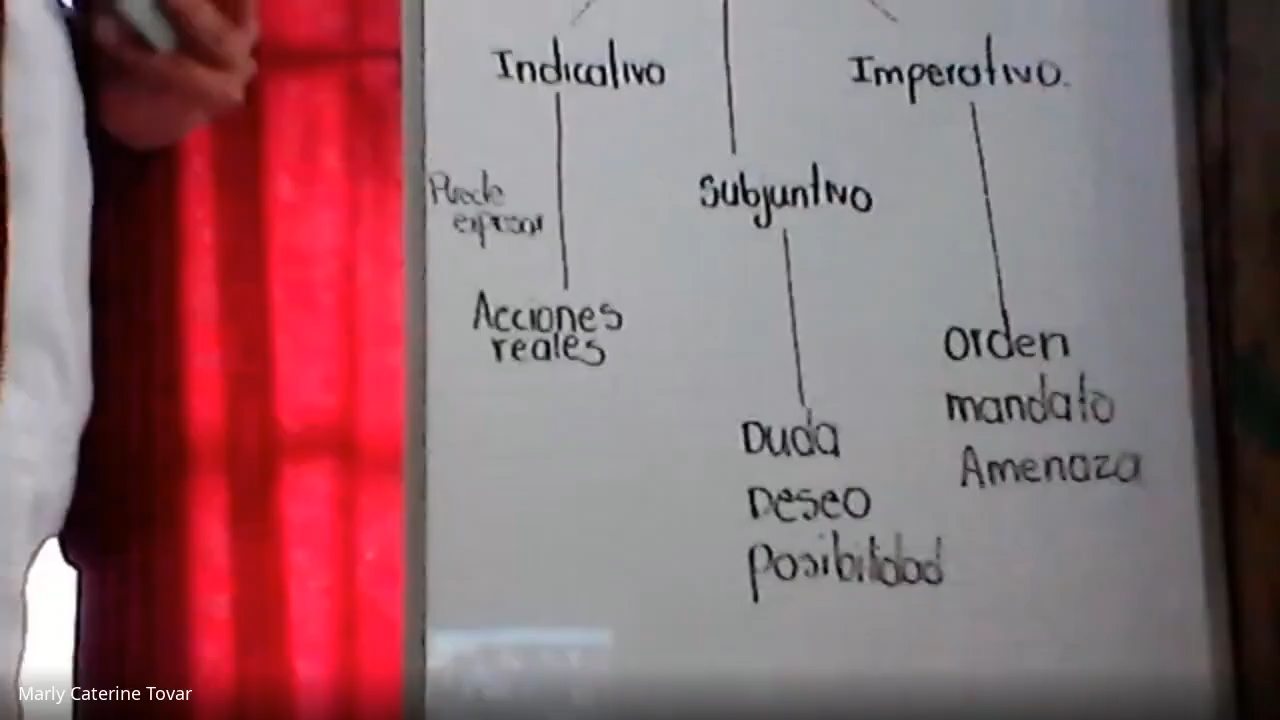 Indicativo
Imperativo.
Puede
expresar
Subjuntivo
Acciones
reales
orden
mandato
Amenaza
Duda
Deseo
posibilidad
Marly Caterine Tovar